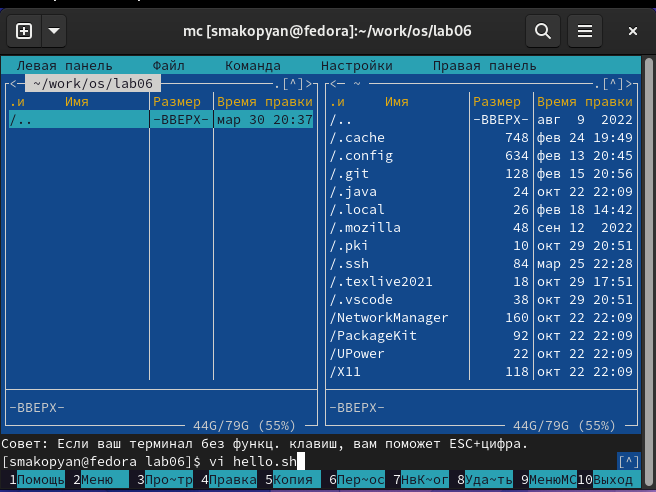 mc [smakopyan@fedora]:~/work/os/lab06
Левая панель Файл Команда Настройки Правая панель
<— ~/work/os/lab06 .[^]>
.и Имя Размер Время правки
/.. -ВВЕРХ- мар 30 20:37
-ВВЕРХ-
44G/79G (55%)
<— ~ .[^]>
.и Имя Размер Время правки
/.. -ВВЕРХ- авг 9 2022
/.cache 748 фев 24 19:49
/.config 634 фев 13 20:45
/.git 128 фев 15 20:56
/.java 24 окт 22 22:09
/.local 26 фев 18 14:42
/.mozilla 48 сен 12 2022
/.pki 10 окт 29 20:51
/.ssh 84 мар 25 22:28
/.texlive2021 18 окт 29 17:51
/.vscode 38 окт 29 20:51
/NetworkManager 160 окт 22 22:09
/PackageKit 92 окт 22 22:09
/UPower 22 окт 22 22:09
/X11 118 окт 22 22:09
-ВВЕРХ-
44G/79G (55%)
Совет: Если ваш терминал без функц. клавиш, вам поможет ESC+цифра.
[smakopyan@fedora lab06]$ vi hello.sh [^]
1Помощь 2Меню 3Про~тр 4Правка 5Копия 6Пер~ос 7НвК~ог 8Уда~ть 9МенюMC 10Выход